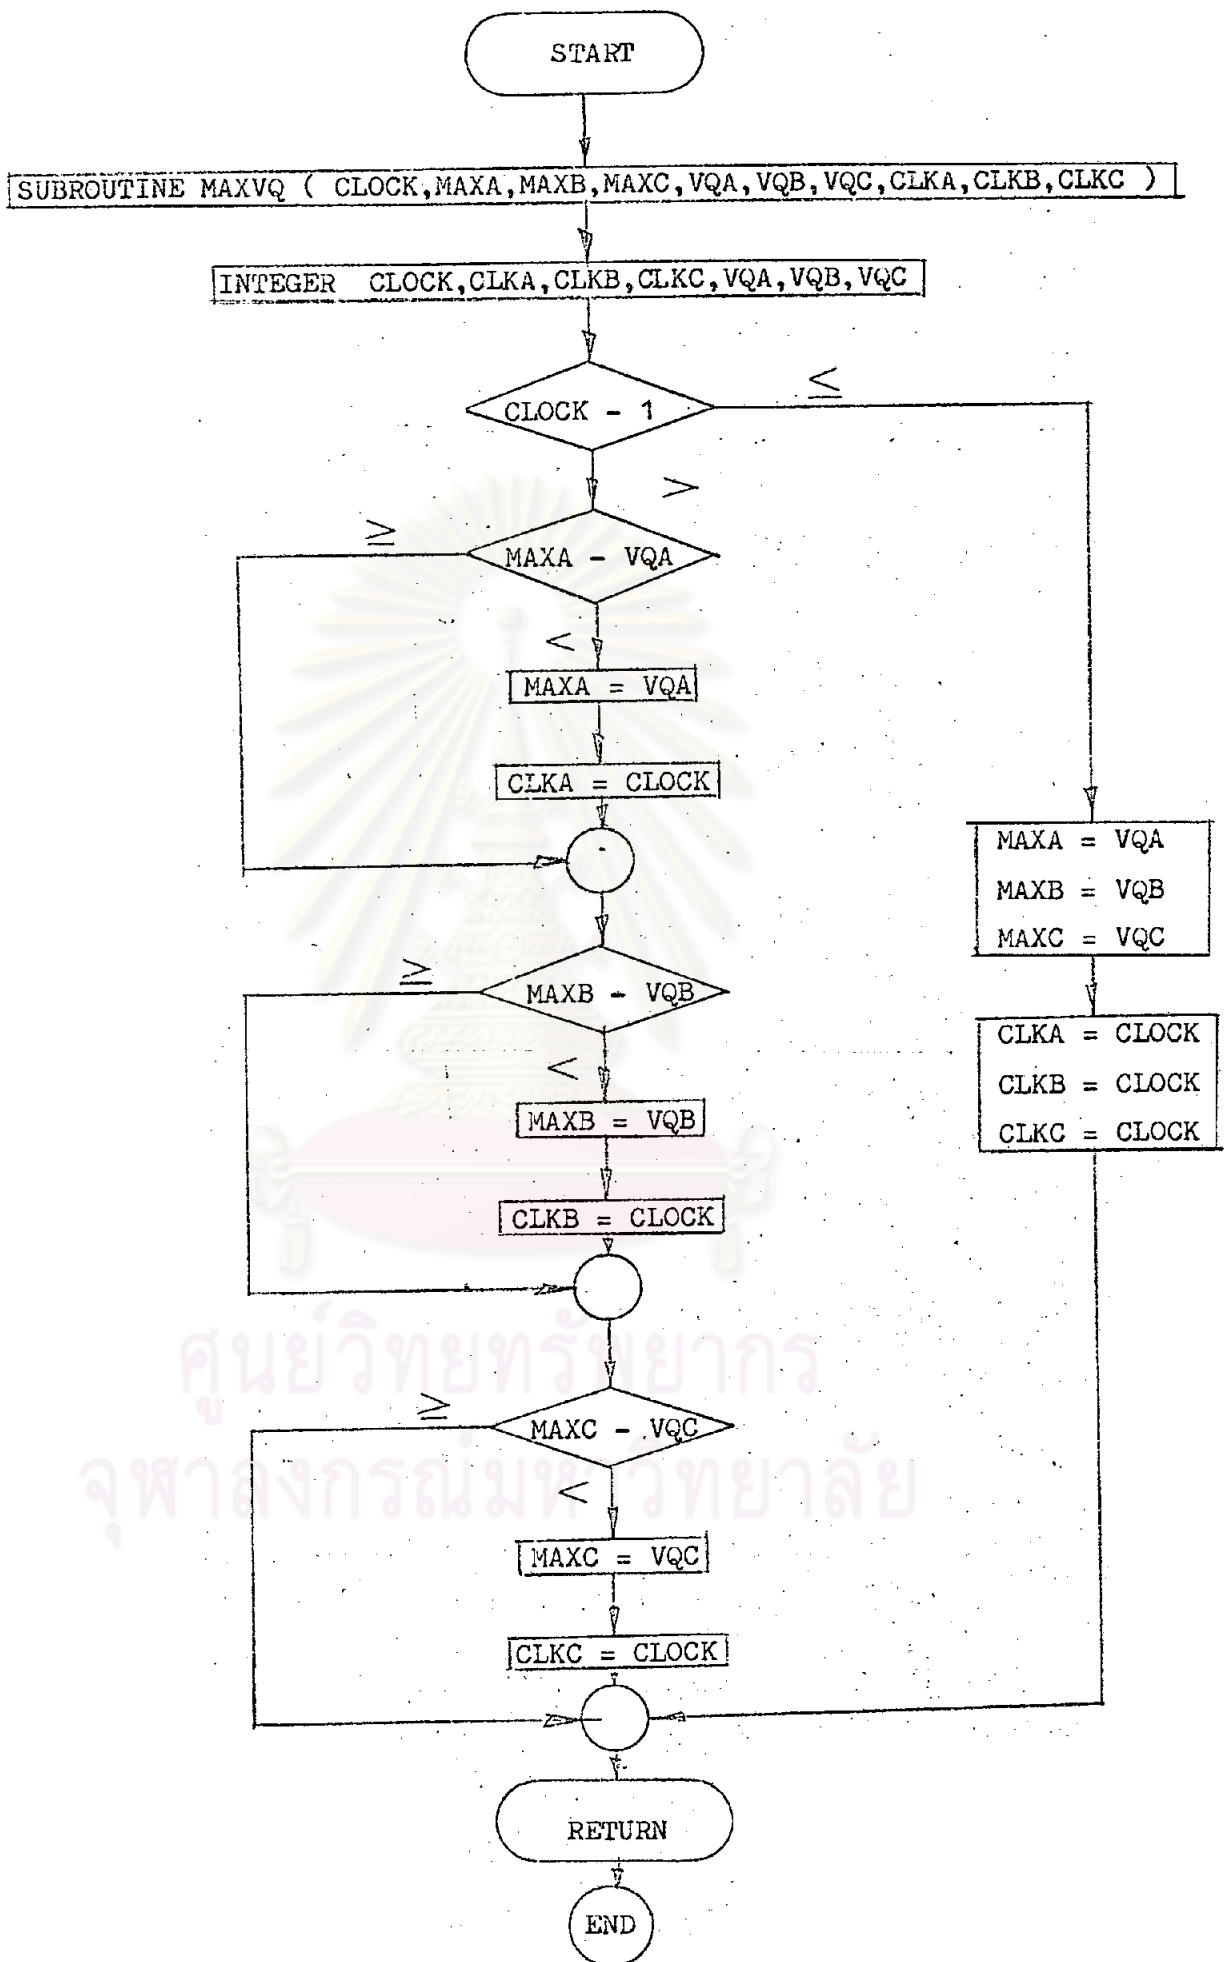 START
SUBROUTINE MAXVQ ( CLOCK,MAXA,MAXB,MAXC,VQA,VQB,VQC,CLKA,CLKB,CLKC )
INTEGER CLOCK,CLKA,CLKB,CLKC,VQA,VQB,VQC
CLOCK - 1
≤
>
MAXA - VQA
≥
<
MAXA = VQA
CLKA = CLOCK
MAXB - VQB
≥
<
MAXB = VQB
CLKB = CLOCK
MAXC - VQC
≥
<
MAXC = VQC
CLKC = CLOCK
MAXA = VQA
MAXB = VQB
MAXC = VQC
CLKA = CLOCK
CLKB = CLOCK
CLKC = CLOCK
RETURN
END
ศูนย์วิทยทรัพยากร
จุฬาลงกรณ์มหาวิทยาลัย